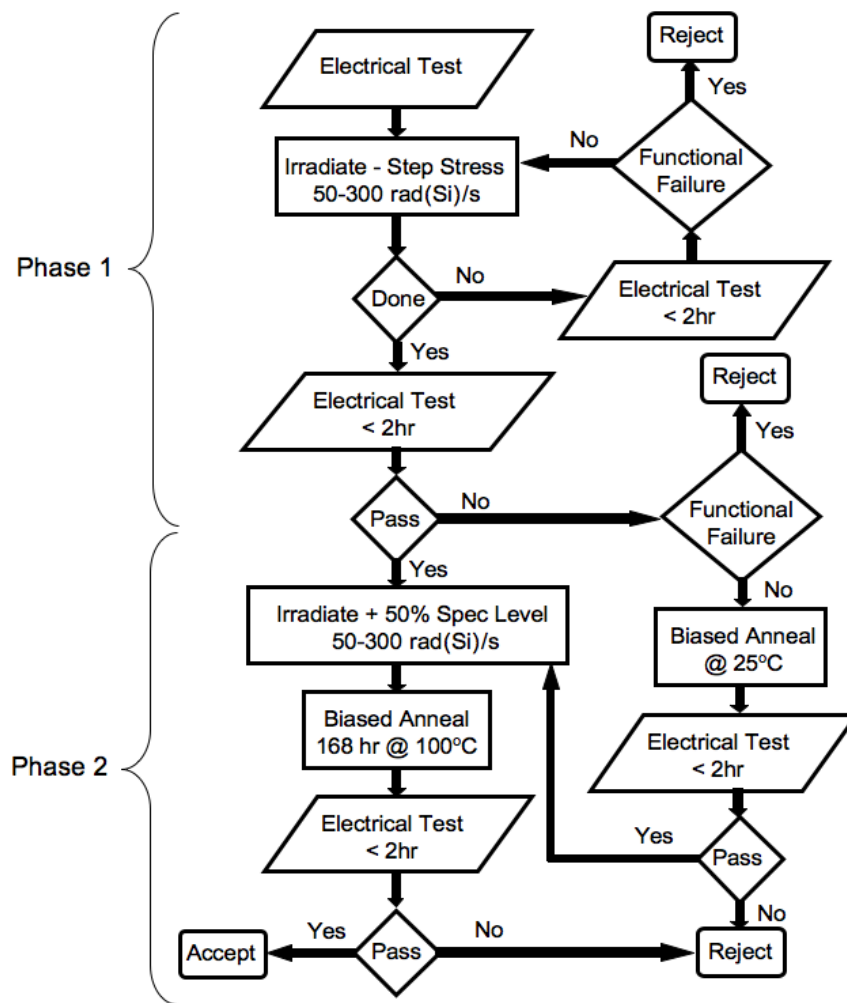 Reject
Electrical Test
Yes
No
Functional
Failure
Irradiate - Step Stress
50-300 rad(Si)/s
Phase 1
No
Done
Electrical Test
< 2hr
Yes
Reject
Electrical Test
< 2hr
Yes
No
Pass
Functional
Failure
Yes
No
Irradiate + 50% Spec Level
50-300 rad(Si)/s
Biased Anneal
@ 25ºC
Biased Anneal
168 hr @ 100ºC
Phase 2
Electrical Test
< 2hr
Electrical Test
< 2hr
Yes
Pass
No
Accept
Yes
Pass
No
Reject